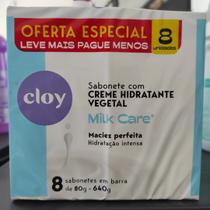 OFERTA ESPECIAL
LEVE MAIS PAGUE MENOS
8
unidades
cloy
Sabonete com
CREME HIDRATANTE
VEGETAL
Milk Care
Maciez perfeita
Hidratação intensa
8 sabonetes em barra
de 80g - 640g